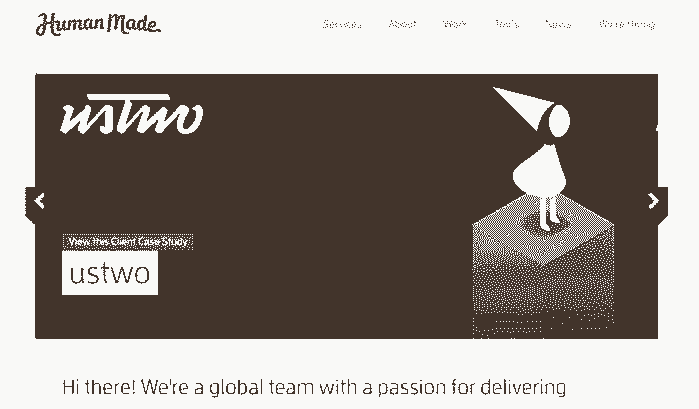 Human Made
Services About Work Tools News We're Hiring
ustwo
View This Client Case Study
ustwo
Hi there! We're a global team with a passion for delivering